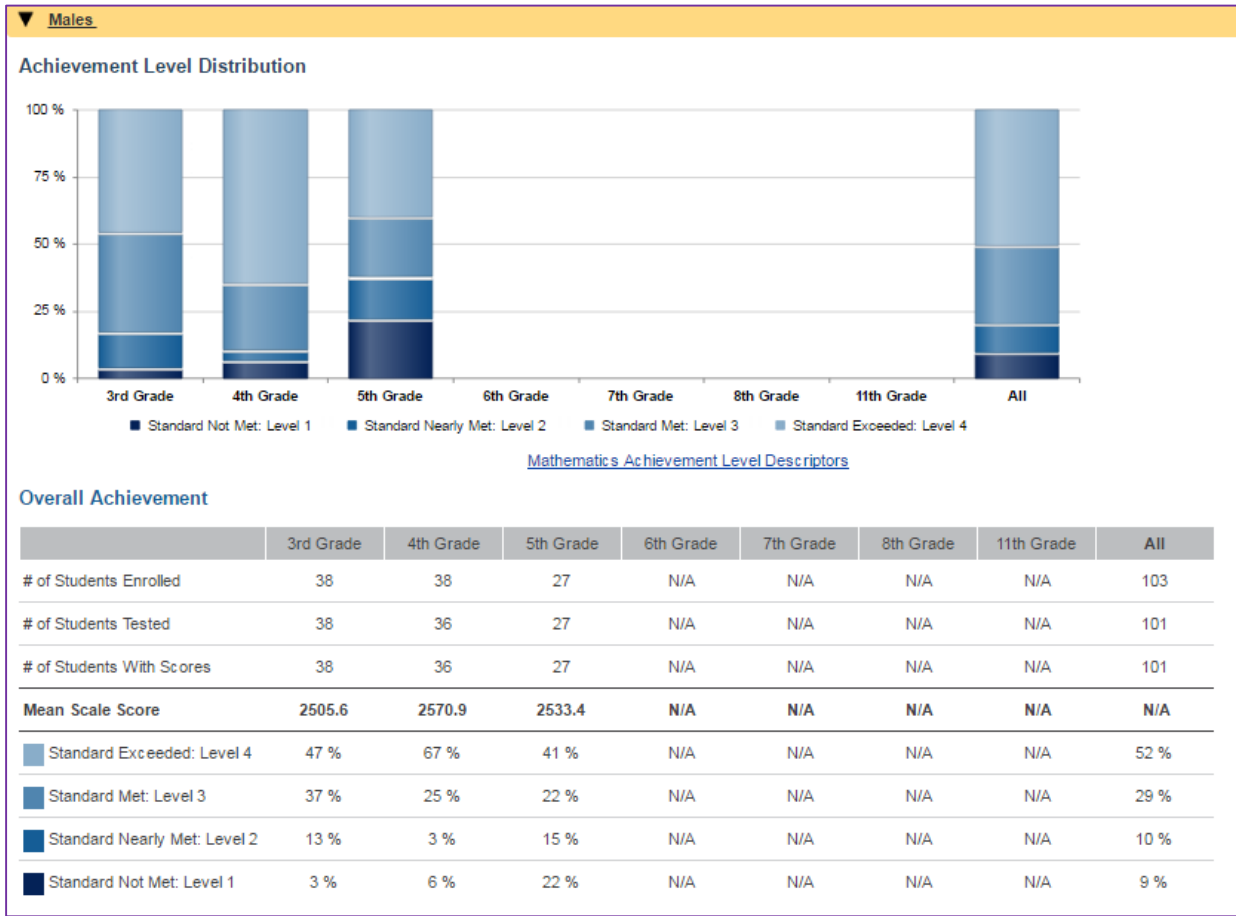 ▼ Males
Achievement Level Distribution
100 %
75 %
50 %
25 %
0 %
3rd Grade 4th Grade 5th Grade 6th Grade 7th Grade 8th Grade 11th Grade All
Standard Not Met: Level 1 Standard Nearly Met: Level 2 Standard Met: Level 3 Standard Exceeded: Level 4
Mathematics Achievement Level Descriptors
Overall Achievement
3rd Grade 4th Grade 5th Grade 6th Grade 7th Grade 8th Grade 11th Grade All
# of Students Enrolled 38 38 27 N/A N/A N/A N/A 103
# of Students Tested 38 36 27 N/A N/A N/A N/A 101
# of Students With Scores 38 36 27 N/A N/A N/A N/A 101
Mean Scale Score 2505.6 2570.9 2533.4 N/A N/A N/A N/A N/A
Standard Exceeded: Level 4 47 % 67 % 41 % N/A N/A N/A N/A 52 %
Standard Met: Level 3 37 % 25 % 22 % N/A N/A N/A N/A 29 %
Standard Nearly Met: Level 2 13 % 3 % 15 % N/A N/A N/A N/A 10 %
Standard Not Met: Level 1 3 % 6 % 22 % N/A N/A N/A N/A 9 %